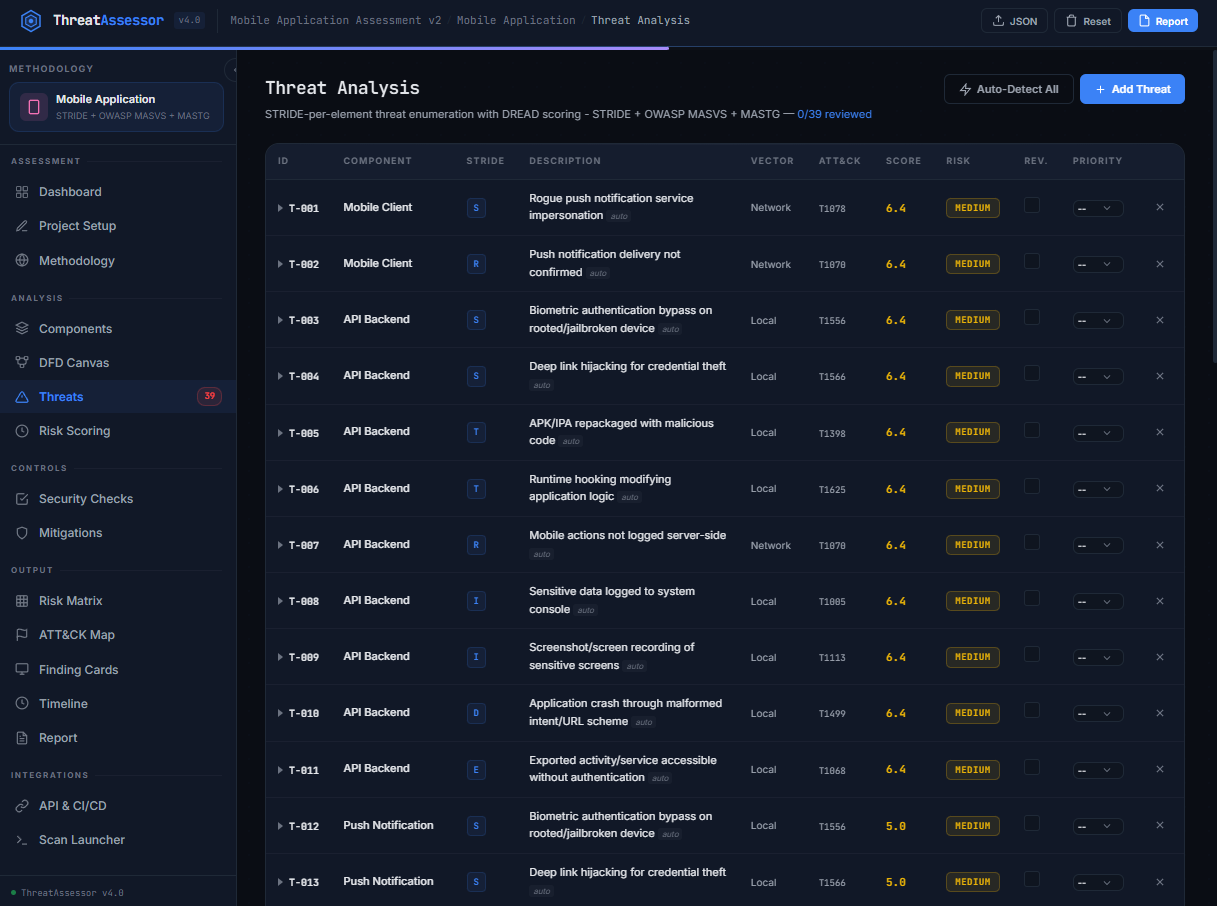 ThreatAssessor v4.0 Mobile Application Assessment v2 / Mobile Application / Threat Analysis JSON Reset Report
METHODOLOGY
Mobile Application
STRIDE + OWASP MASVS + MASTG
ASSESSMENT
Dashboard
Project Setup
Methodology
ANALYSIS
Components
DFD Canvas
Threats 39
Risk Scoring
CONTROLS
Security Checks
Mitigations
OUTPUT
Risk Matrix
ATT&CK Map
Finding Cards
Timeline
Report
INTEGRATIONS
API & CI/CD
Scan Launcher
ThreatAssessor v4.0
Threat Analysis
STRIDE-per-element threat enumeration with DREAD scoring - STRIDE + OWASP MASVS + MASTG — 0/39 reviewed
Auto-Detect All + Add Threat
ID COMPONENT STRIDE DESCRIPTION VECTOR ATT&CK SCORE RISK REV. PRIORITY
T-001 Mobile Client S Rogue push notification service
impersonation auto Network T1078 6.4 MEDIUM --
T-002 Mobile Client R Push notification delivery not
confirmed auto Network T1070 6.4 MEDIUM --
T-003 API Backend S Biometric authentication bypass on
rooted/jailbroken device auto Local T1556 6.4 MEDIUM --
T-004 API Backend S Deep link hijacking for credential theft
auto Local T1566 6.4 MEDIUM --
T-005 API Backend T APK/IPA repackaged with malicious
code auto Local T1398 6.4 MEDIUM --
T-006 API Backend T Runtime hooking modifying
application logic auto Local T1625 6.4 MEDIUM --
T-007 API Backend R Mobile actions not logged server-side
auto Network T1070 6.4 MEDIUM --
T-008 API Backend I Sensitive data logged to system
console auto Local T1005 6.4 MEDIUM --
T-009 API Backend I Screenshot/screen recording of
sensitive screens auto Local T1113 6.4 MEDIUM --
T-010 API Backend D Application crash through malformed
intent/URL scheme auto Local T1499 6.4 MEDIUM --
T-011 API Backend E Exported activity/service accessible
without authentication auto Local T1068 6.4 MEDIUM --
T-012 Push Notification S Biometric authentication bypass on
rooted/jailbroken device auto Local T1556 5.0 MEDIUM --
T-013 Push Notification S Deep link hijacking for credential theft
auto Local T1566 5.0 MEDIUM --